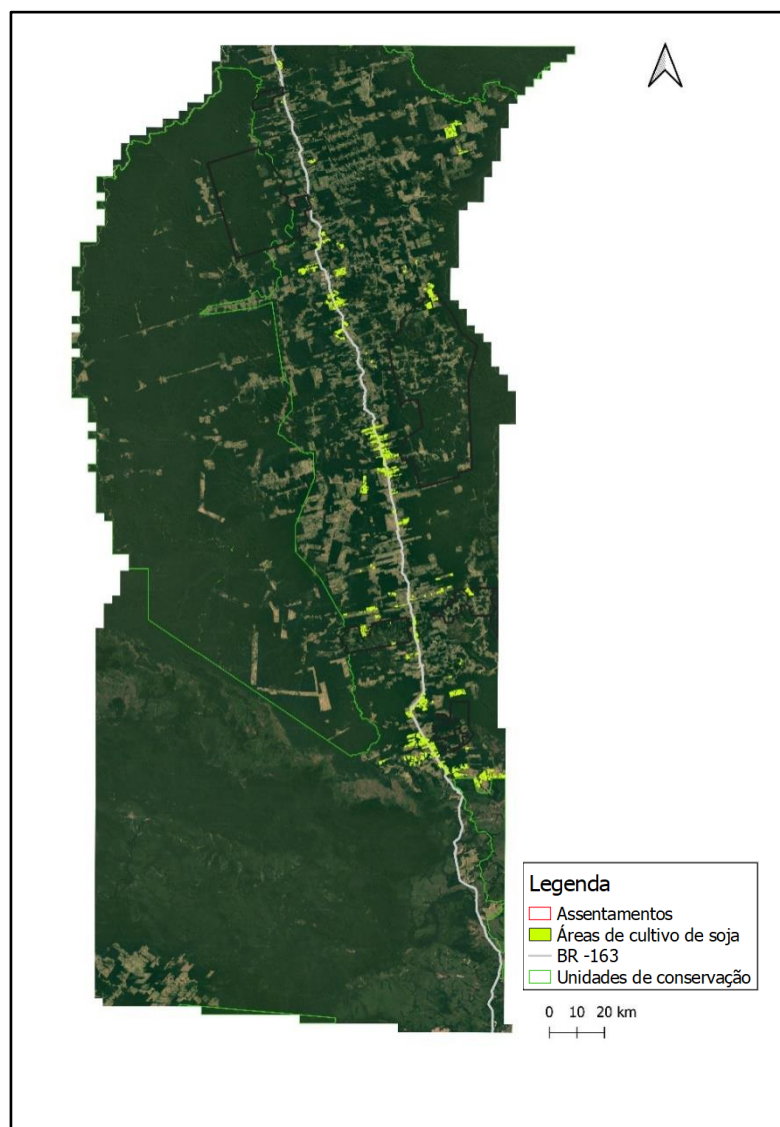 Legenda
Assentamentos
Áreas de cultivo de soja
BR -163
Unidades de conservação
0 10 20 km